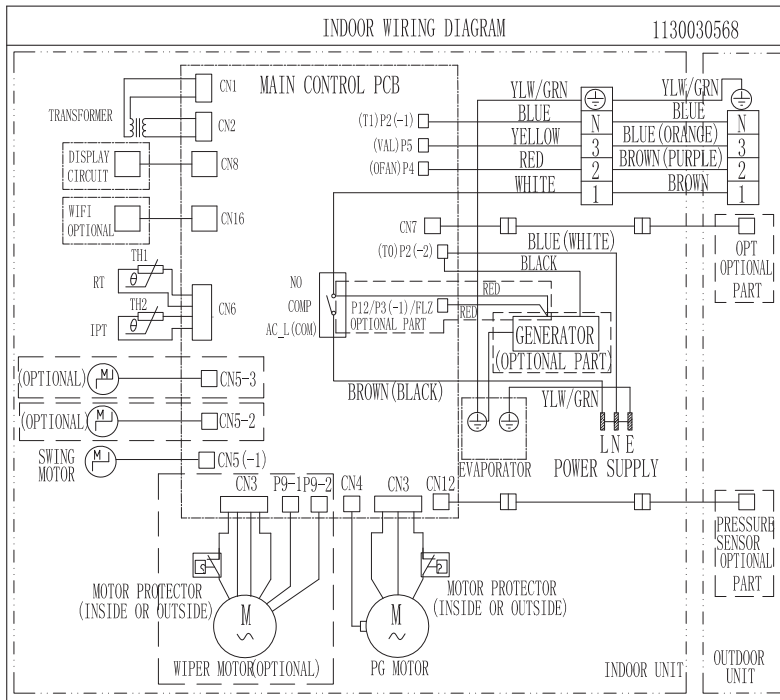 INDOOR WIRING DIAGRAM
1130030568
MAIN CONTROL PCB
CN1
TRANSFORMER
CN2
DISPLAY
CIRCUIT
CN8
WIFI
OPTIONAL
CN16
TH1
RT
TH2
IPT
CN6
(OPTIONAL)
M
CN5-3
(OPTIONAL)
M
CN5-2
SWING
MOTOR
M
CN5(-1)
(T1)P2(-1)
(VAL)P5
(OFAN)P4
YLW/GRN
BLUE
YELLOW
RED
WHITE
N
3
2
1
YLW/GRN
BLUE
BLUE(ORANGE)
BROWN(PURPLE)
BROWN
N
3
2
1
CN7
(T0)P2(-2)
BLUE(WHITE)
BLACK
OPT
OPTIONAL
PART
NO
COMP
AC_L(COM)
RED
P12/P3(-1)/FLZ
OPTIONAL PART
RED
GENERATOR
(OPTIONAL PART)
BROWN(BLACK)
YLW/GRN
EVAPORATOR
L N E
POWER SUPPLY
CN3
P9-1
P9-2
CN4
CN3
CN12
PRESSURE
SENSOR
OPTIONAL
PART
MOTOR PROTECTOR
(INSIDE OR OUTSIDE)
M
WIPER MOTOR(OPTIONAL)
MOTOR PROTECTOR
(INSIDE OR OUTSIDE)
M
PG MOTOR
INDOOR UNIT
OUTDOOR
UNIT